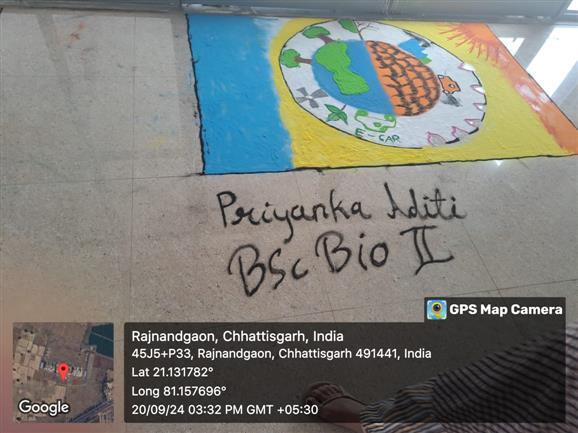 E-CAR
Priyanka Aditi
BSc Bio II
GPS Map Camera
Rajnandgaon, Chhattisgarh, India
45J5+P33, Rajnandgaon, Chhattisgarh 491441, India
Lat 21.131782°
Long 81.157696°
20/09/24 03:32 PM GMT +05:30
Google